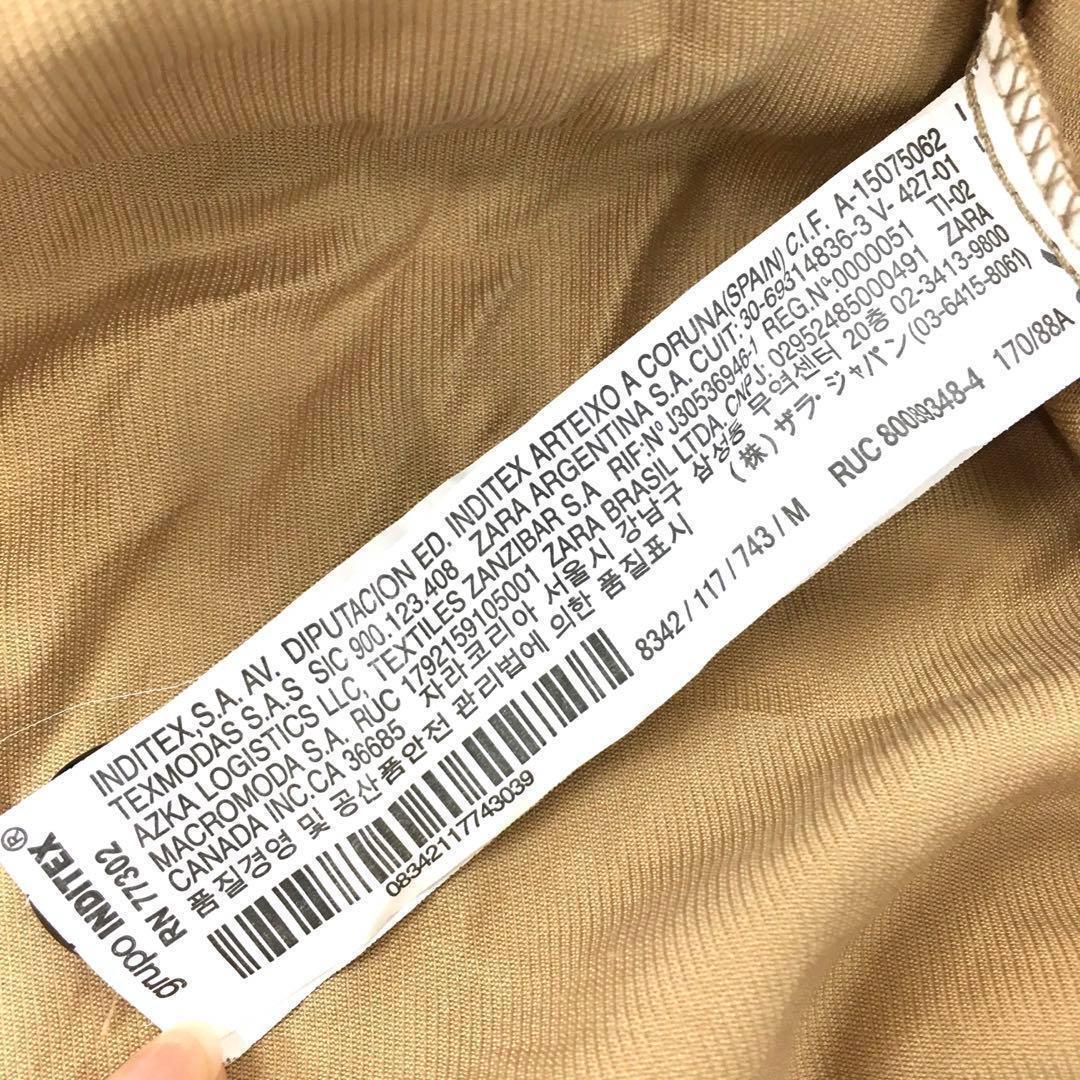 grupo INDITEX ®
RN 77302
INDITEX,S.A. AV. DIPUTACION ED. INDITEX ARTEIXO A CORUNA(SPAIN) C.I.F. A-15075062
TEXMODAS S.A.S SIC 900.123.408 ZARA ARGENTINA S.A. CUIT: 30-69314836-3 V- 427-01
AZKA LOGISTICS LLC, TEXTILES ZANZIBAR S.A RIF:Nº J30536946-1 REG.Nº-0000051 TI-02
MACROMODA S.A. RUC 1792159105001 ZARA BRASIL LTDA.CNPJ: 02952485000491 ZARA
CANADA INC.CA 36685 자라코리아 서울시 강남구 삼성동 무역센터 20층 02-3413-9800
품질경영 및 공산품안전 관리법에 의한 품질표시 (株) ザラ・ジャパン(03-6415-8061)
8342 / 117 / 743 / M RUC 80089348-4 170/88A
08342117743039